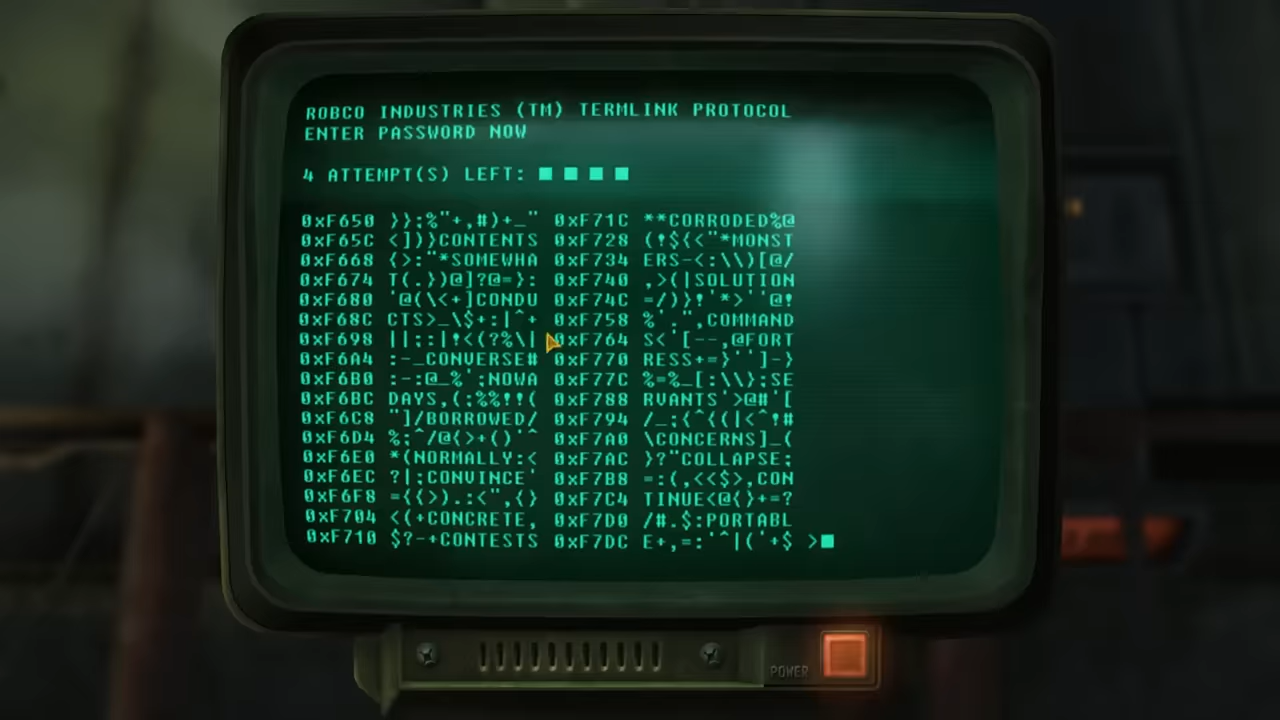 ROBCO INDUSTRIES (TM) TERMLINK PROTOCOL
ENTER PASSWORD NOW
4 ATTEMPT(S) LEFT: ■ ■ ■ ■
0xF650 }};%"+,#)+_" 0xF71C **CORRODED%@
0xF65C <])}CONTENTS 0xF728 (!$(<"*MONST
0xF668 {>:"*SOMEWHA 0xF734 ERS-<:\\)[@/
0xF674 T(.})@]?@=}: 0xF740 ,>(|SOLUTION
0xF680 '@(\<+]CONDU 0xF74C =/)}!'*>''@!
0xF68C CTS>_\$+:|^+ 0xF758 %'.",COMMAND
0xF698 ||;:|!<(?%\| 0xF764 S<'[--,@FORT
0xF6A4 :-_CONVERSE# 0xF770 RESS+=}'']-}
0xF6B0 :-:@_%';NOWA 0xF77C %=%_[:\\};SE
0xF6BC DAYS,(;%%!!( 0xF788 RVANTS'>@#'[
0xF6C8 "]/BORROWED/ 0xF794 /_;{^{(|<^!#
0xF6D4 %;^/@{>+()'^ 0xF7A0 \CONCERNS]_(
0xF6E0 *(NORMALLY:< 0xF7AC }?"COLLAPSE;
0xF6EC ?|;CONVINCE' 0xF7B8 =:(,<<$>,CON
0xF6F8 ={{>).:<",{} 0xF7C4 TINUE<@{}+=?
0xF704 <(+CONCRETE, 0xF7D0 /#.$:PORTABL
0xF710 $?-+CONTESTS 0xF7DC E+,=:'^|('+$ >■
POWER